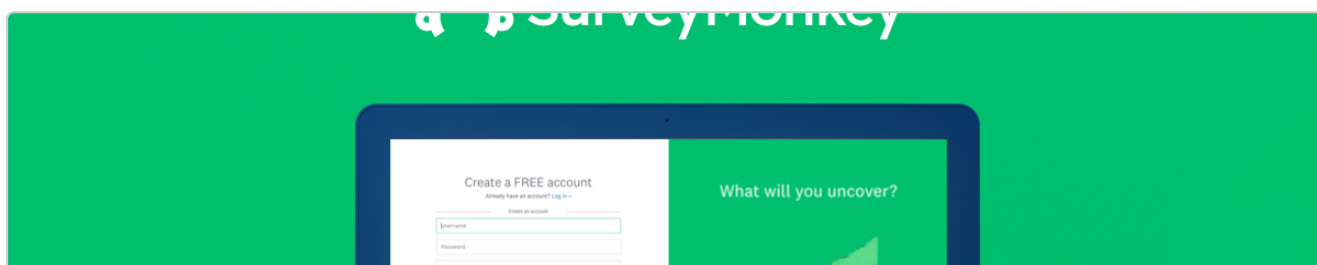 SurveyMonkey
Create a FREE account
Already have an account? Log in »
Create an account
Username
Password
What will you uncover?